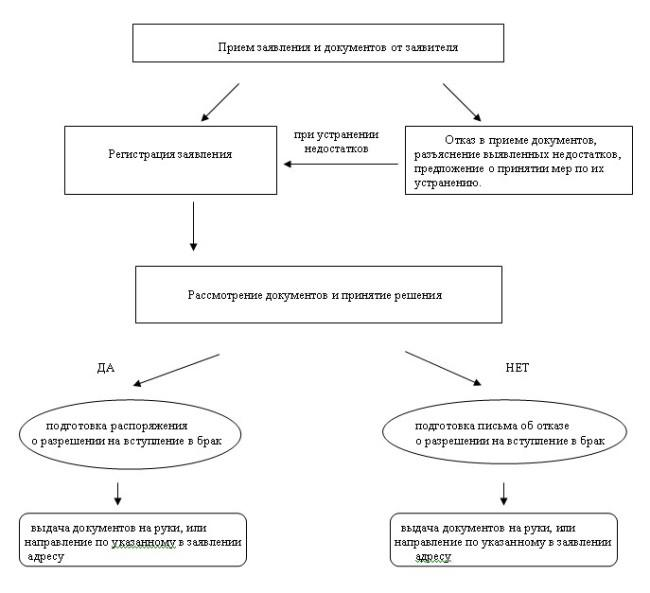 Прием заявления и документов от заявителя
при устранении
недостатков
Регистрация заявления
Отказ в приеме документов,
разъяснение выявленных недостатков,
предложение о принятии мер по их
устранению.
Рассмотрение документов и принятие решения
ДА
НЕТ
подготовка распоряжения
о разрешении на вступление в брак
подготовка письма об отказе
о разрешении на вступление в брак
выдача документов на руки, или
направление по указанному в заявлении
адресу
выдача документов на руки, или
направление по указанному в заявлении
адресу